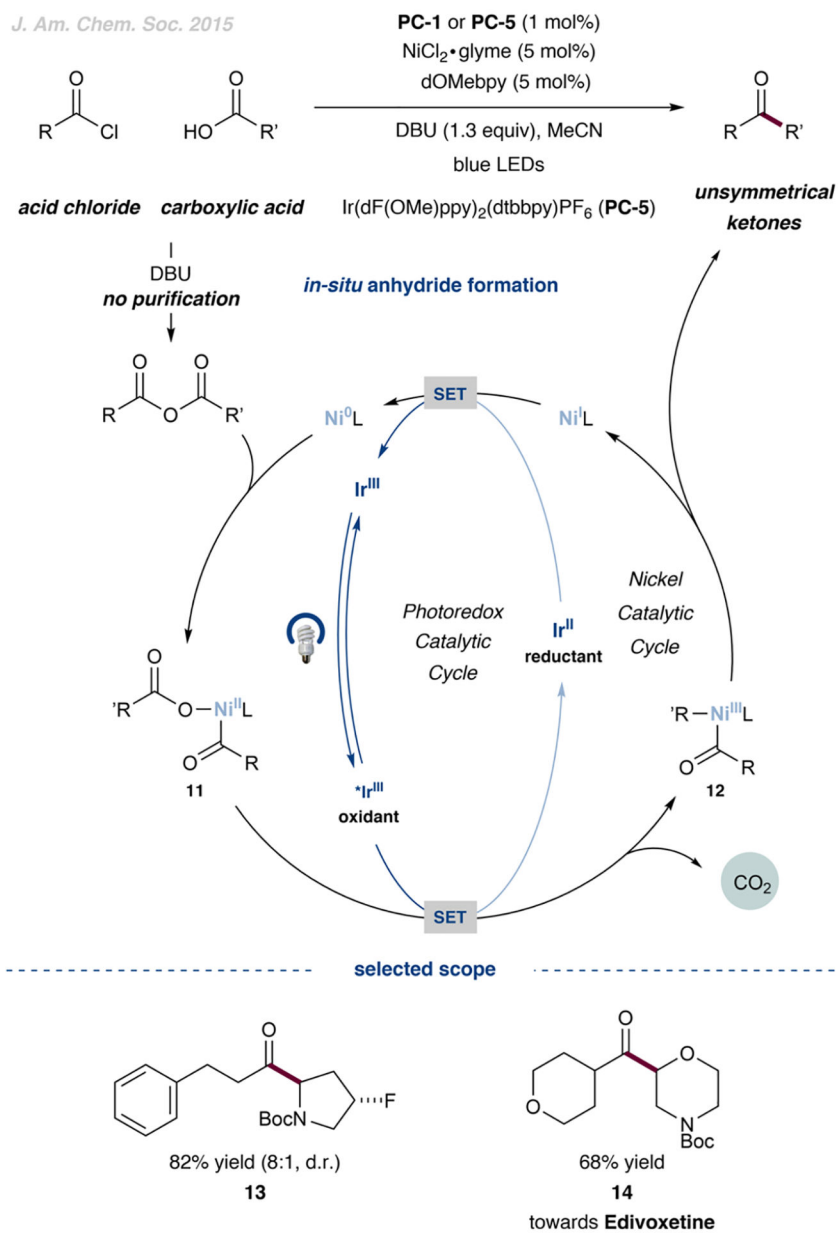 J. Am. Chem. Soc. 2015
PC-1 or PC-5 (1 mol%)
NiCl2•glyme (5 mol%)
dOMebpy (5 mol%)
DBU (1.3 equiv), MeCN
blue LEDs
Ir(dF(OMe)ppy)2(dtbbpy)PF6 (PC-5)
O
R
Cl
O
HO
R'
O
R
R'
acid chloride
carboxylic acid
unsymmetrical
ketones
DBU
no purification
in-situ anhydride formation
O
O
R
O
R'
SET
Ni0L
NiIL
IrIII
Photoredox
Catalytic
Cycle
IrII
reductant
Nickel
Catalytic
Cycle
O
'R
O
NiIIL
O
R
11
'R
NiIIIL
O
R
12
*IrIII
oxidant
SET
CO2
selected scope
O
BocN
F
82% yield (8:1, d.r.)
13
O
O
O
N
Boc
68% yield
14
towards Edivoxetine